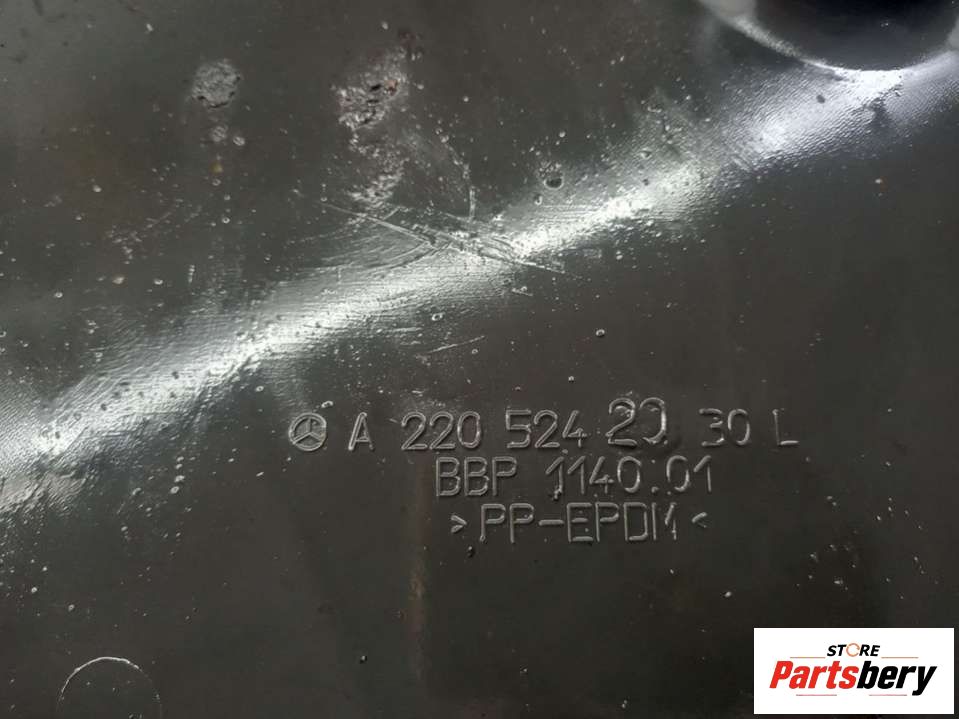 A 220 524 20 30 L
BBP 1140.01
>PP-EPDM<
STORE
Partsbery